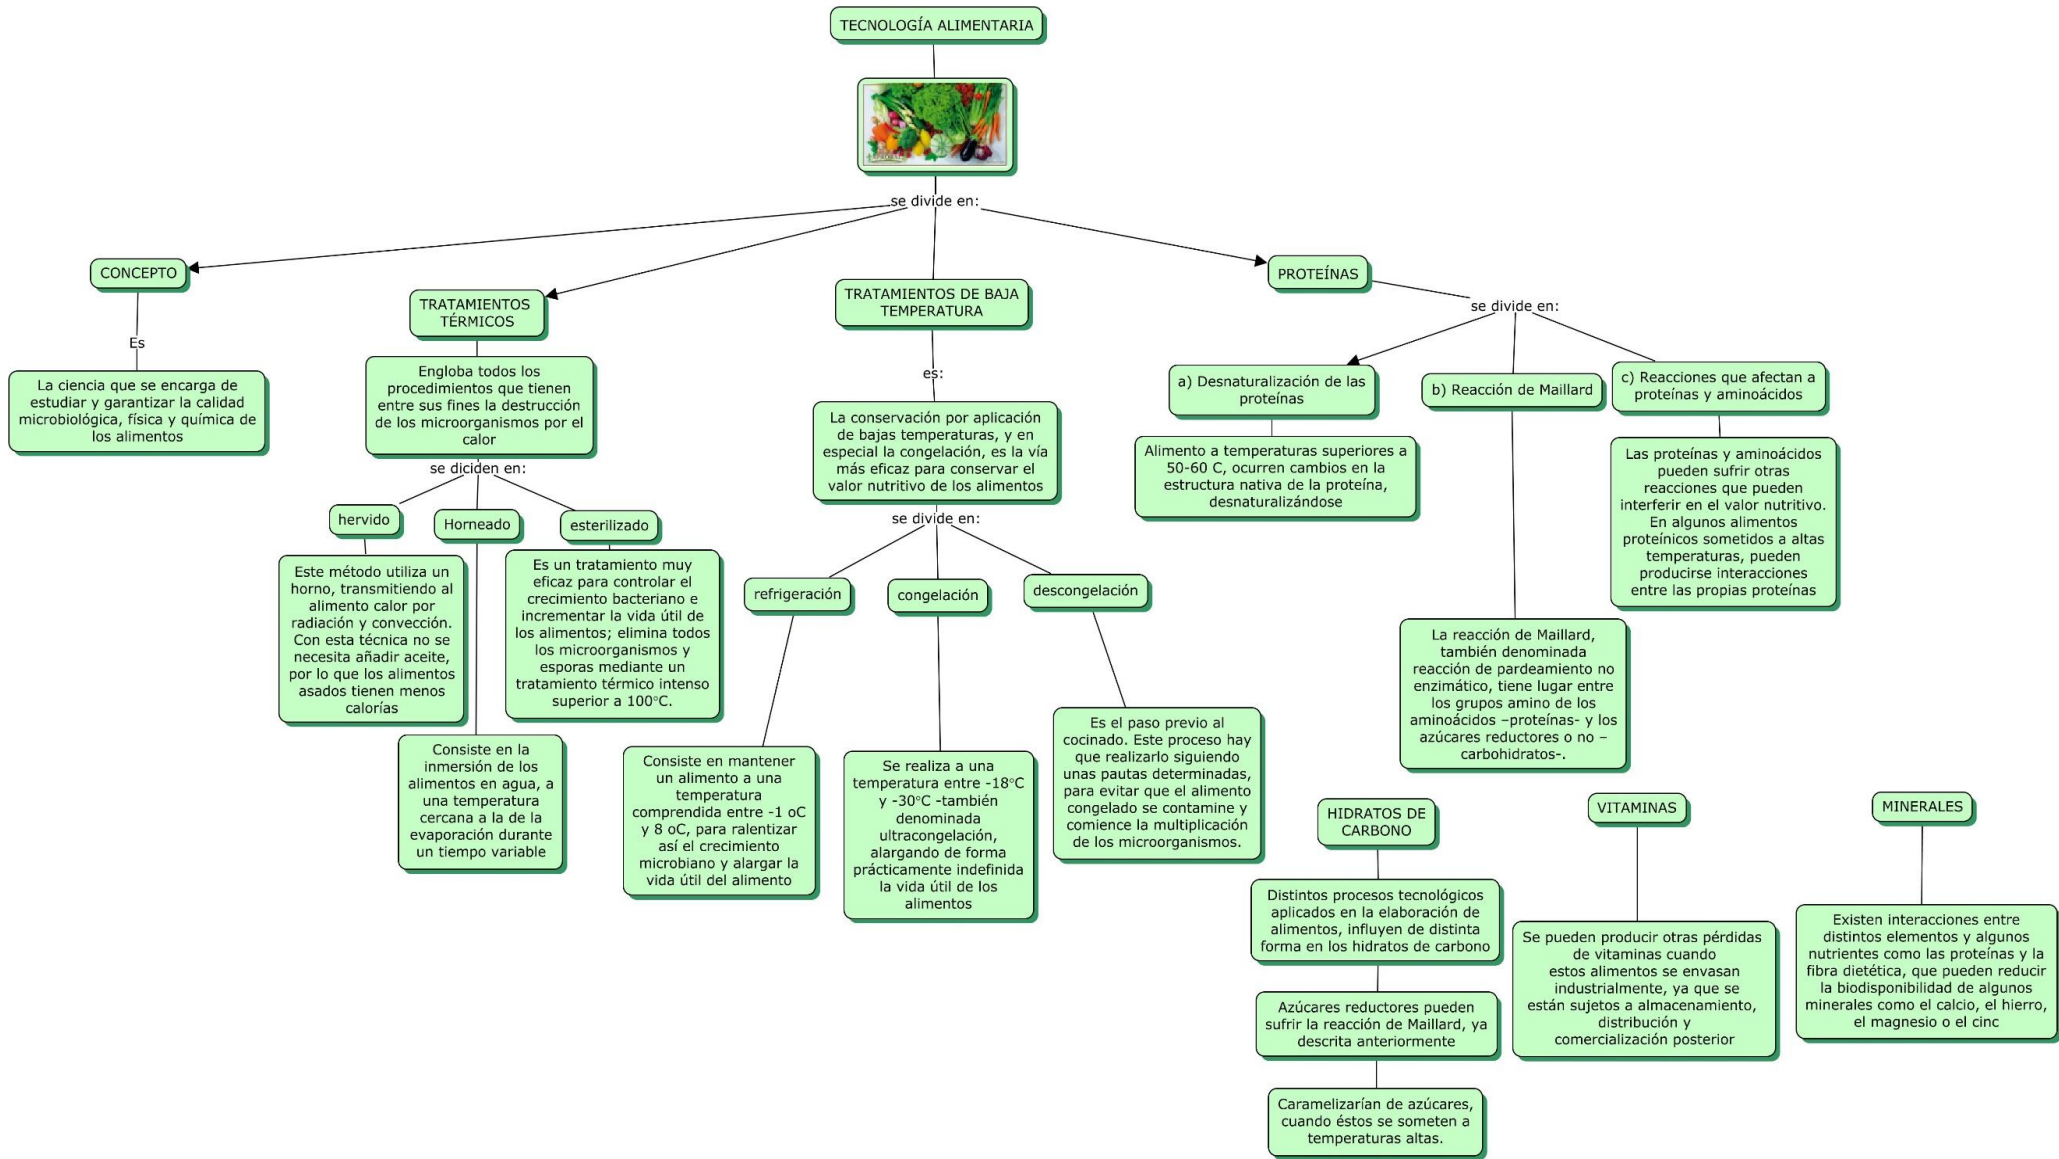 TECNOLOGÍA ALIMENTARIA
se divide en:
CONCEPTO
Es
La ciencia que se encarga de
estudiar y garantizar la calidad
microbiológica, física y química de
los alimentos
TRATAMIENTOS
TÉRMICOS
Engloba todos los
procedimientos que tienen
entre sus fines la destrucción
de los microorganismos por el
calor
se diciden en:
hervido
Este método utiliza un
horno, transmitiendo al
alimento calor por
radiación y convección.
Con esta técnica no se
necesita añadir aceite,
por lo que los alimentos
asados tienen menos
calorías
Horneado
Consiste en la
inmersión de los
alimentos en agua, a
una temperatura
cercana a la de la
evaporación durante
un tiempo variable
esterilizado
Es un tratamiento muy
eficaz para controlar el
crecimiento bacteriano e
incrementar la vida útil de
los alimentos; elimina todos
los microorganismos y
esporas mediante un
tratamiento térmico intenso
superior a 100°C.
TRATAMIENTOS DE BAJA
TEMPERATURA
es:
La conservación por aplicación
de bajas temperaturas, y en
especial la congelación, es la vía
más eficaz para conservar el
valor nutritivo de los alimentos
se divide en:
refrigeración
Consiste en mantener
un alimento a una
temperatura
comprendida entre -1 oC
y 8 oC, para ralentizar
así el crecimiento
microbiano y alargar la
vida útil del alimento
congelación
Se realiza a una
temperatura entre -18°C
y -30°C -también
denominada
ultracongelación,
alargando de forma
prácticamente indefinida
la vida útil de los
alimentos
descongelación
Es el paso previo al
cocinado. Este proceso hay
que realizarlo siguiendo
unas pautas determinadas,
para evitar que el alimento
congelado se contamine y
comience la multiplicación
de los microorganismos.
PROTEÍNAS
se divide en:
a) Desnaturalización de las
proteínas
Alimento a temperaturas superiores a
50-60 C, ocurren cambios en la
estructura nativa de la proteína,
desnaturalizándose
b) Reacción de Maillard
La reacción de Maillard,
también denominada
reacción de pardeamiento no
enzimático, tiene lugar entre
los grupos amino de los
aminoácidos –proteínas- y los
azúcares reductores o no –
carbohidratos-.
c) Reacciones que afectan a
proteínas y aminoácidos
Las proteínas y aminoácidos
pueden sufrir otras
reacciones que pueden
interferir en el valor nutritivo.
En algunos alimentos
proteínicos sometidos a altas
temperaturas, pueden
producirse interacciones
entre las propias proteínas
HIDRATOS DE
CARBONO
Distintos procesos tecnológicos
aplicados en la elaboración de
alimentos, influyen de distinta
forma en los hidratos de carbono
Azúcares reductores pueden
sufrir la reacción de Maillard, ya
descrita anteriormente
Caramelizarían de azúcares,
cuando éstos se someten a
temperaturas altas.
VITAMINAS
Se pueden producir otras pérdidas
de vitaminas cuando
estos alimentos se envasan
industrialmente, ya que se
están sujetos a almacenamiento,
distribución y
comercialización posterior
MINERALES
Existen interacciones entre
distintos elementos y algunos
nutrientes como las proteínas y la
fibra dietética, que pueden reducir
la biodisponibilidad de algunos
minerales como el calcio, el hierro,
el magnesio o el cinc